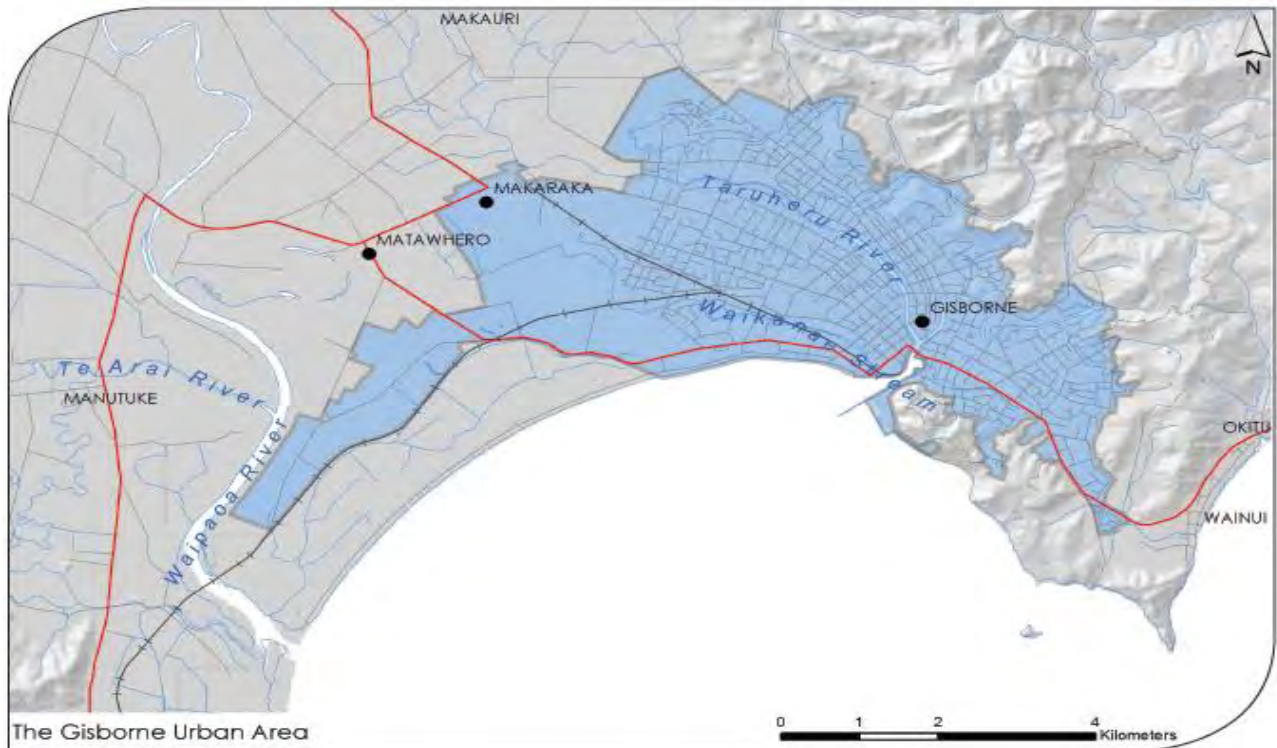 MAKAURI
N
MAKARAKA
Taruheru River
MATAWHERO
Waikanae Stream
GISBORNE
Te Arai River
MANUTUKE
Waipaoa River
OKITU
WAINUI
The Gisborne Urban Area
0 1 2 4
Kilometers